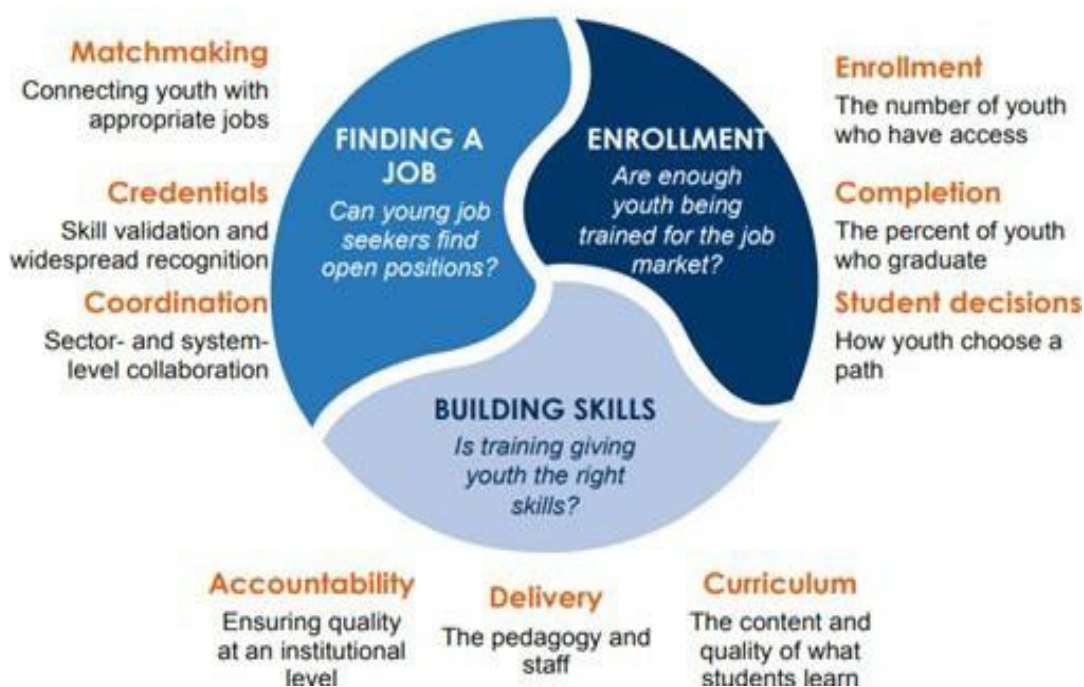 Matchmaking
Connecting youth with
appropriate jobs
Credentials
Skill validation and
widespread recognition
Coordination
Sector- and system-
level collaboration
FINDING A
JOB
Can young job
seekers find
open positions?
ENROLLMENT
Are enough
youth being
trained for the job
market?
Enrollment
The number of youth
who have access
Completion
The percent of youth
who graduate
Student decisions
How youth choose a
path
BUILDING SKILLS
Is training giving
youth the right
skills?
Accountability
Ensuring quality
at an institutional
level
Delivery
The pedagogy and
staff
Curriculum
The content and
quality of what
students learn